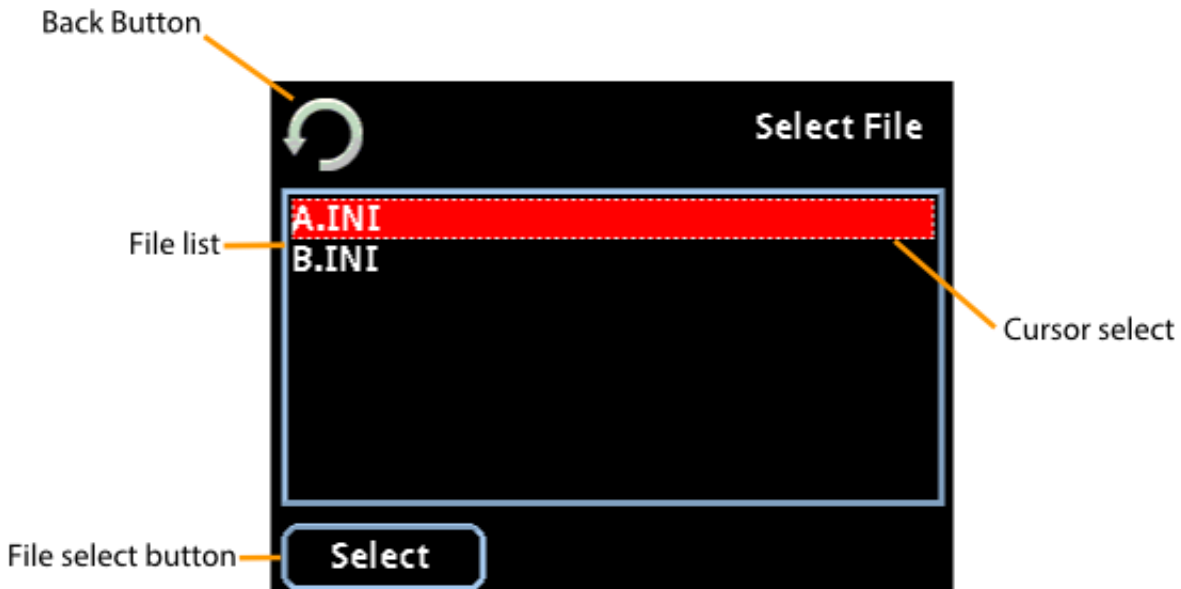 Back Button
Select File
A.INI
File list
B.INI
Cursor select
File select button
Select